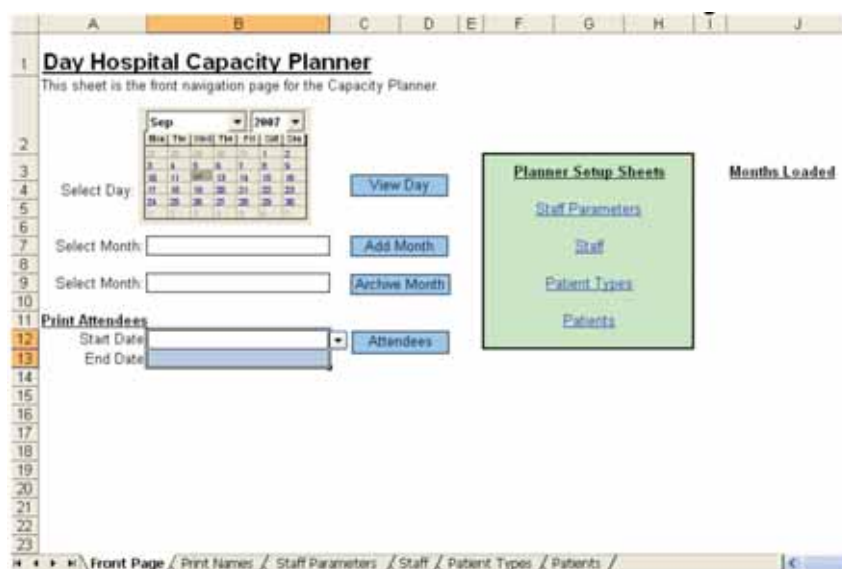 A B C D E F G H I J
1 Day Hospital Capacity Planner
This sheet is the front navigation page for the Capacity Planner.
2
Sep 2007
3 Planner Setup Sheets Months Loaded
4 Select Day: View Day
5 Staff Parameters
6
7 Select Month: Add Month Staff
8
9 Select Month: Archive Month Patient Types
10
11 Print Attendees Patients
12 Start Date Attendees
13 End Date
14
15
16
17
18
19
20
21
22
23
Front Page / Print Names / Staff Parameters / Staff / Patient Types / Patients /